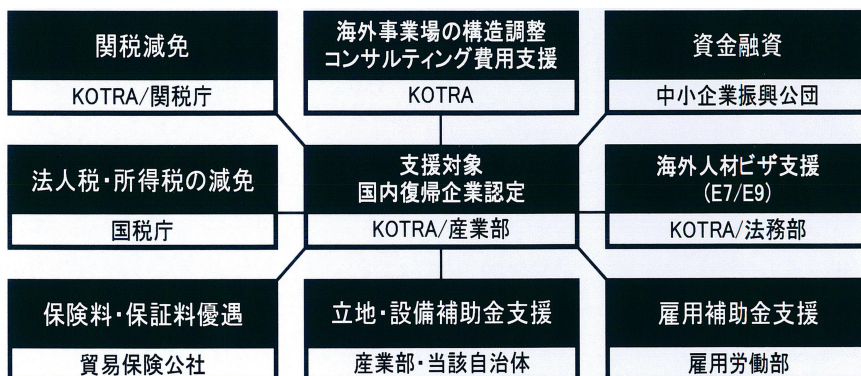 関税減免
KOTRA/関税庁
海外事業場の構造調整
コンサルティング費用支援
KOTRA
資金融資
中小企業振興公団
法人税・所得税の減免
国税庁
支援対象
国内復帰企業認定
KOTRA/産業部
海外人材ビザ支援
(E7/E9)
KOTRA/法務部
保険料・保証料優遇
貿易保険公社
立地・設備補助金支援
産業部・当該自治体
雇用補助金支援
雇用労働部